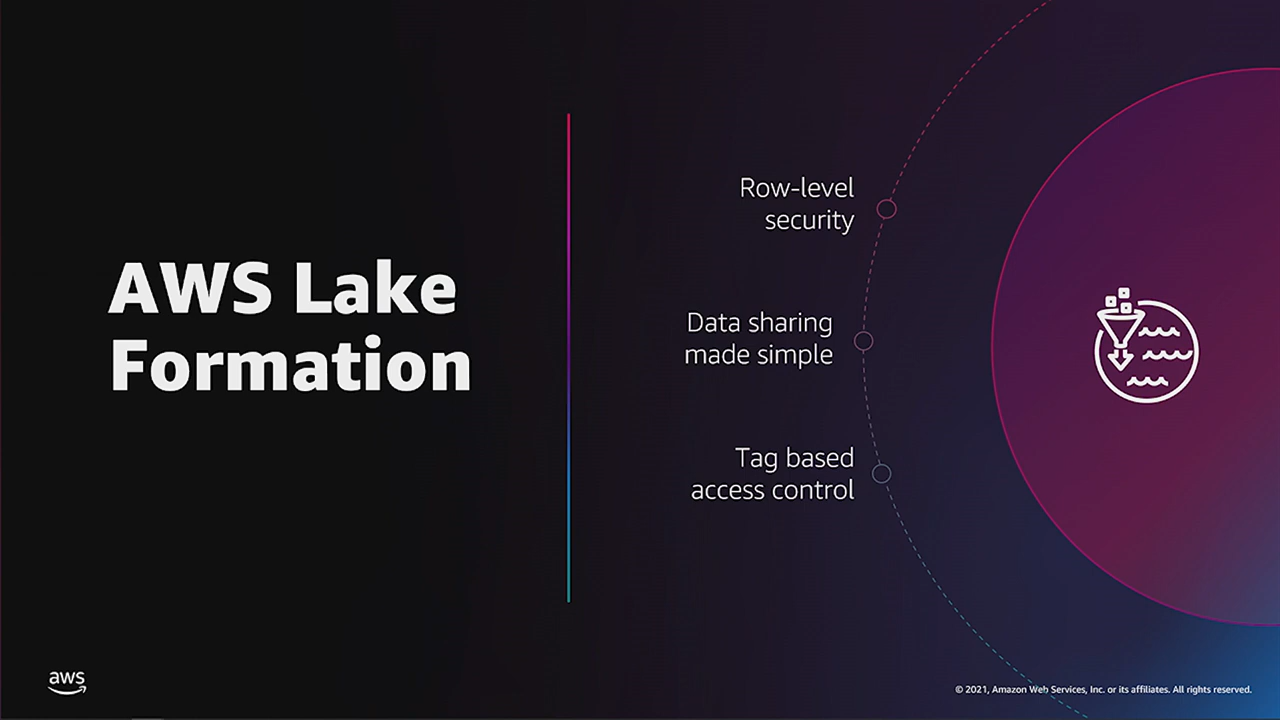 AWS Lake
Formation
Row-level
security
Data sharing
made simple
Tag based
access control
aws
© 2021, Amazon Web Services, Inc. or its affiliates. All rights reserved.